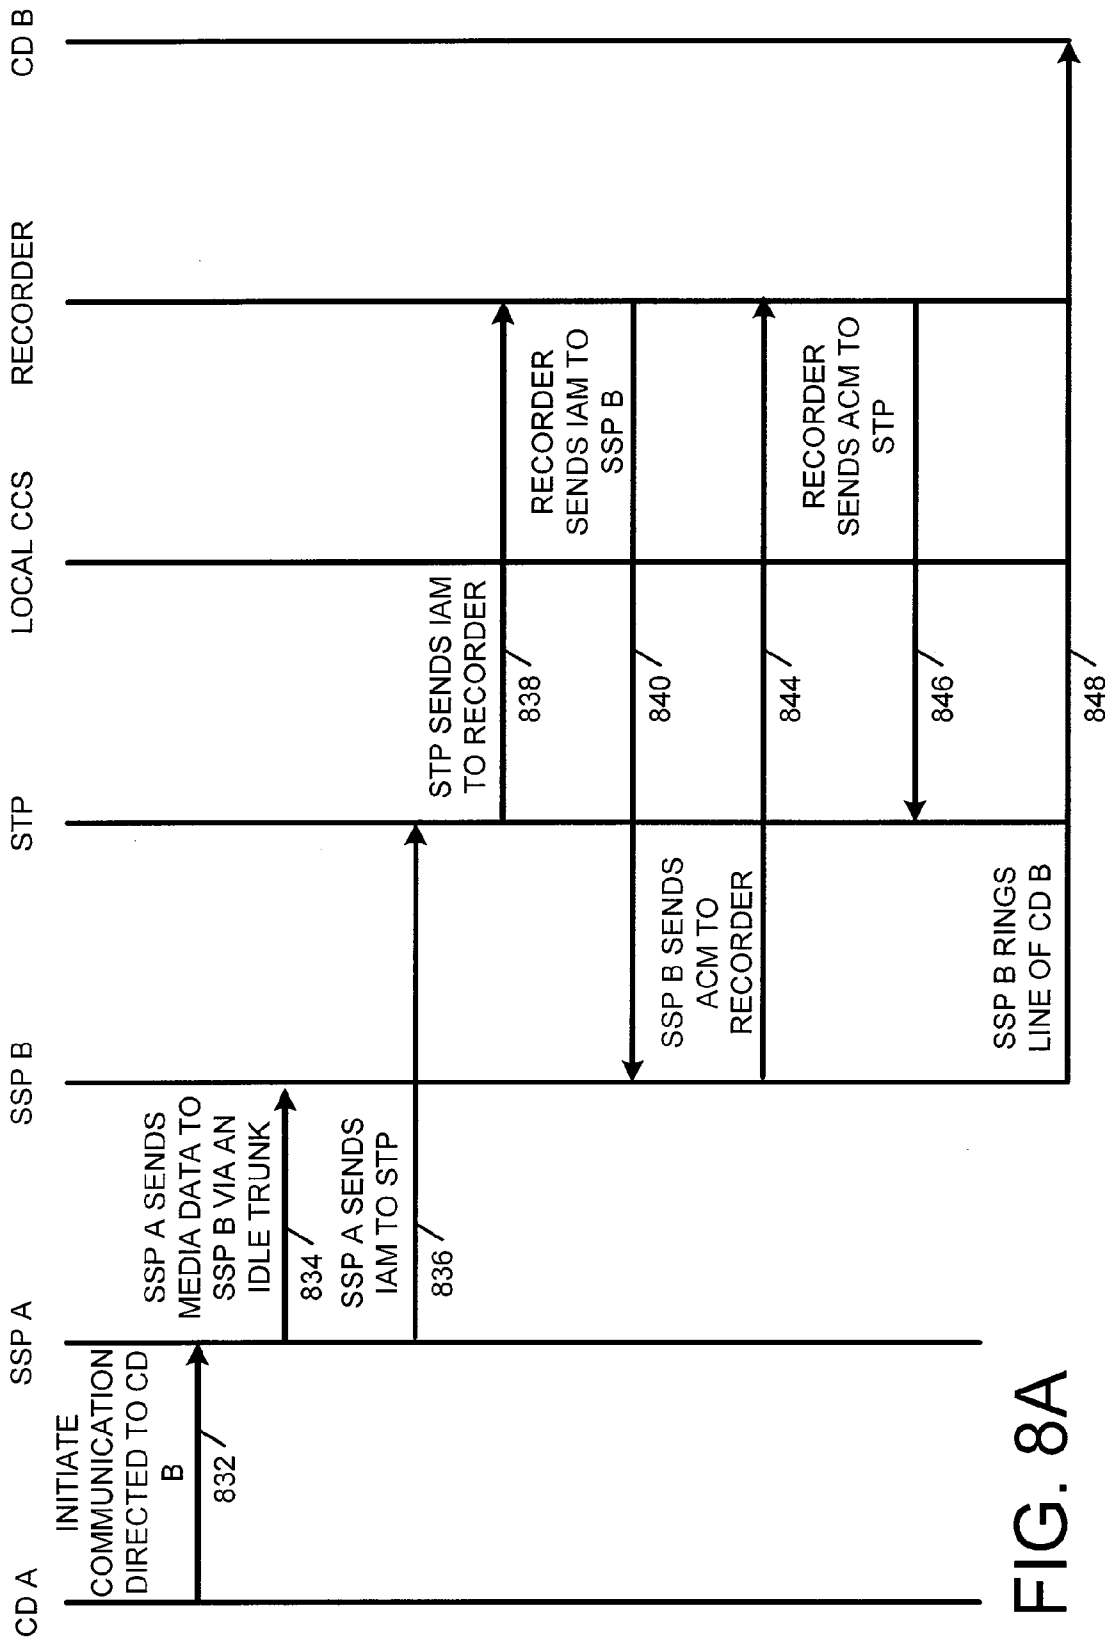 CD A
SSP A
SSP B
STP
LOCAL CCS
RECORDER
CD B
INITIATE
COMMUNICATION
DIRECTED TO CD
B
832
SSP A SENDS
MEDIA DATA TO
SSP B VIA AN
IDLE TRUNK
834
SSP A SENDS
IAM TO STP
836
STP SENDS IAM
TO RECORDER
838
RECORDER
SENDS IAM TO
SSP B
840
SSP B SENDS
ACM TO
RECORDER
844
RECORDER
SENDS ACM TO
STP
846
SSP B RINGS
LINE OF CD B
848
FIG. 8A